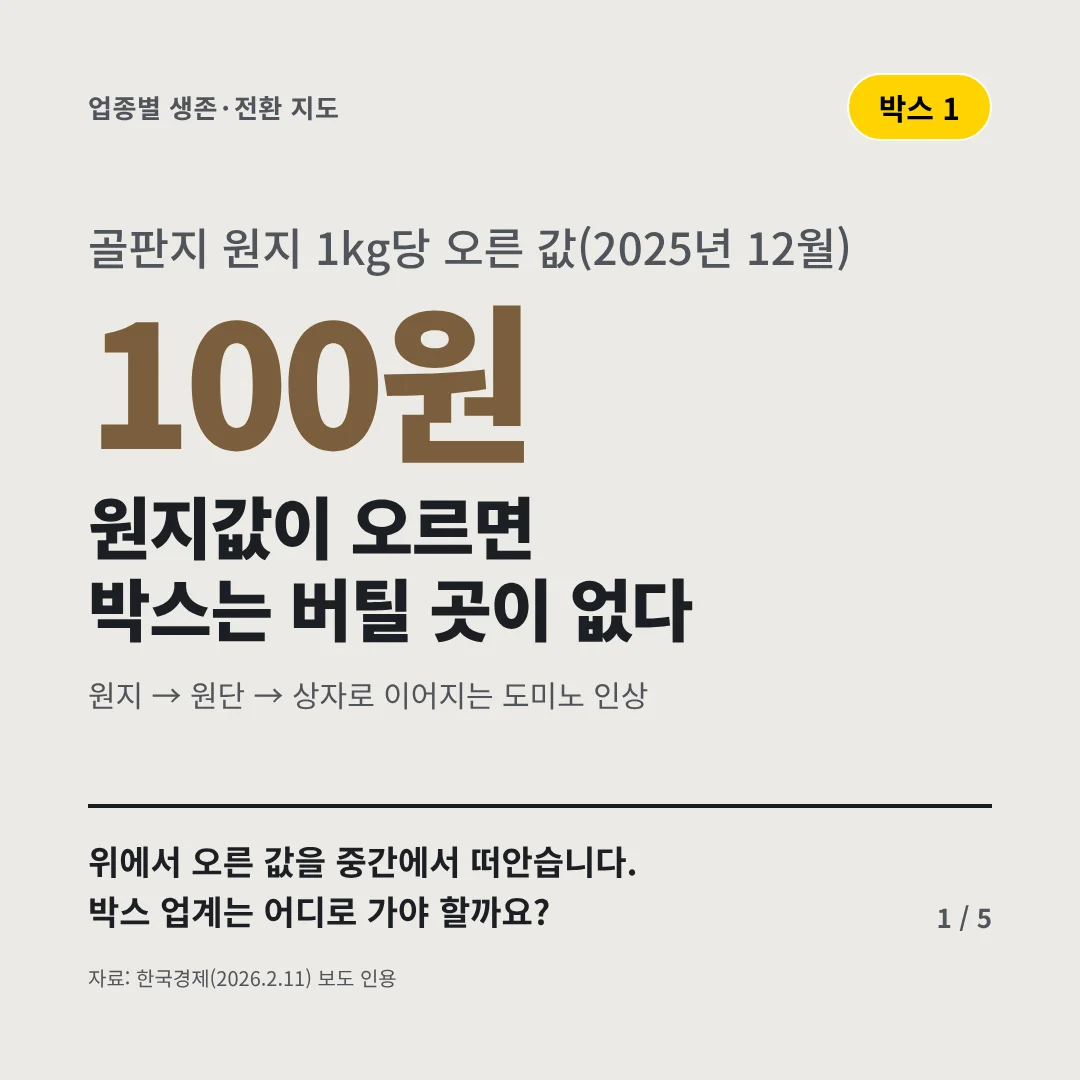 업종별 생존·전환 지도
박스 1
골판지 원지 1kg당 오른 값(2025년 12월)
100원
원지값이 오르면
박스는 버틸 곳이 없다
원지 → 원단 → 상자로 이어지는 도미노 인상
위에서 오른 값을 중간에서 떠안습니다.
박스 업계는 어디로 가야 할까요?
1 / 5
자료: 한국경제(2026.2.11) 보도 인용